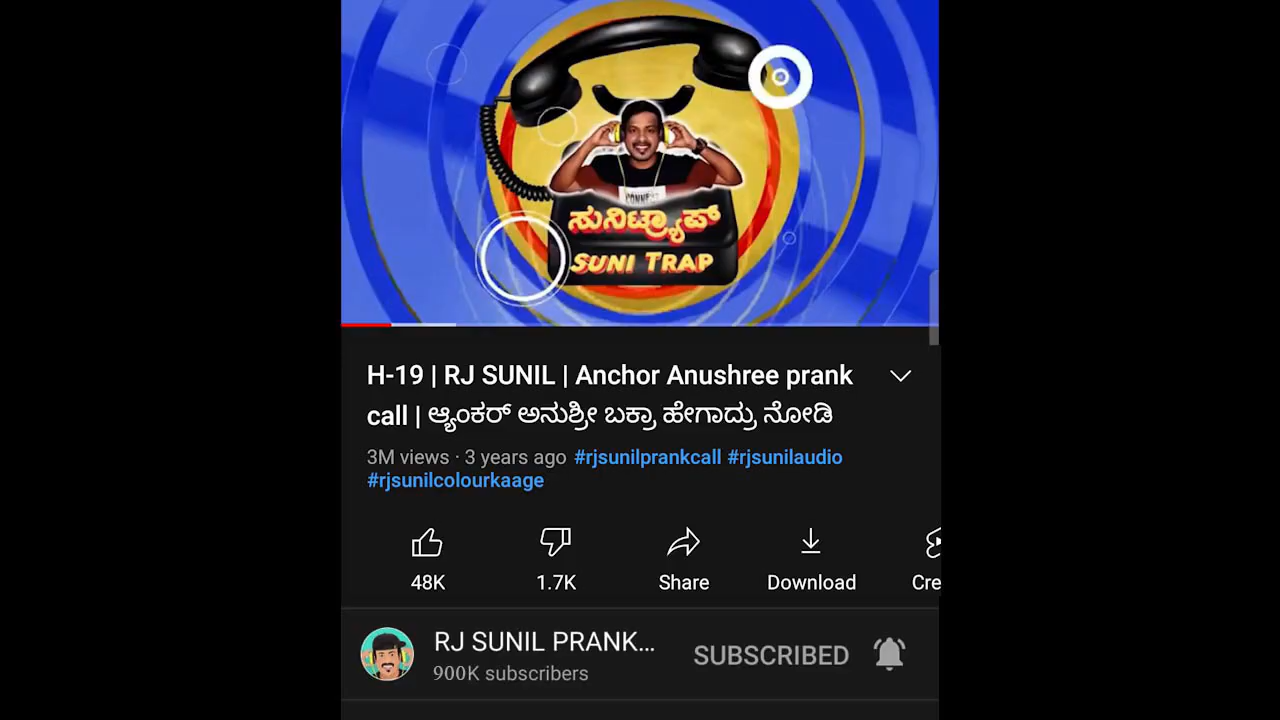 CONNECT
ಸುನಿಟ್ರ್ಯಾಪ್
SUNI TRAP
H-19 | RJ SUNIL | Anchor Anushree prank
call | ಆ್ಯಂಕರ್ ಅನುಶ್ರೀ ಬಕ್ರಾ ಹೇಗಾದ್ರು ನೋಡಿ
3M views · 3 years ago #rjsunilprankcall #rjsunilaudio
#rjsunilcolourkaage
48K 1.7K Share Download Cre
RJ SUNIL PRANK... SUBSCRIBED
900K subscribers